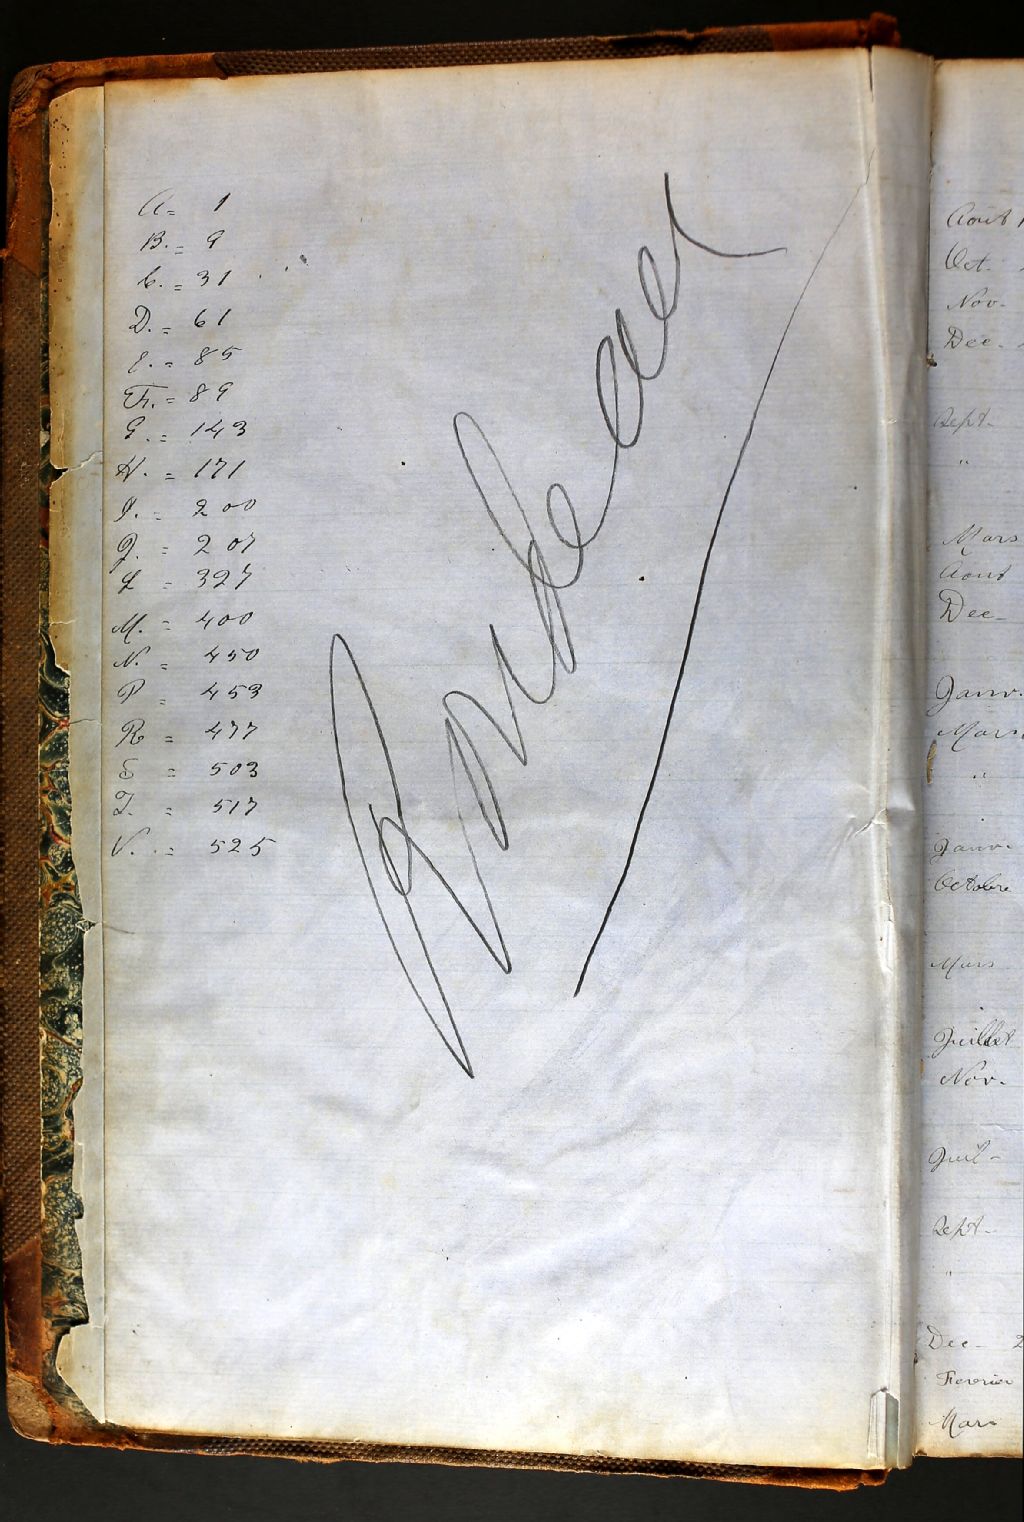 A = 1
B. = 9
C. = 31
D. = 61
E. = 85
F. = 89
G. = 143
H. = 171
I. = 200
J. = 207
L = 327
M. = 400
N. = 450
P = 453
R = 477
S = 503
T. = 517
V. = 525
Aout 1
Oct.
Nov.
Dec.
Sept.
"
Mars
Aout
Dec
Janv.
Mars
"
Janv.
Octobre
Mars
Juillet
Nov.
Juil
Sept
"
Dec 2
Fevrier
Mars